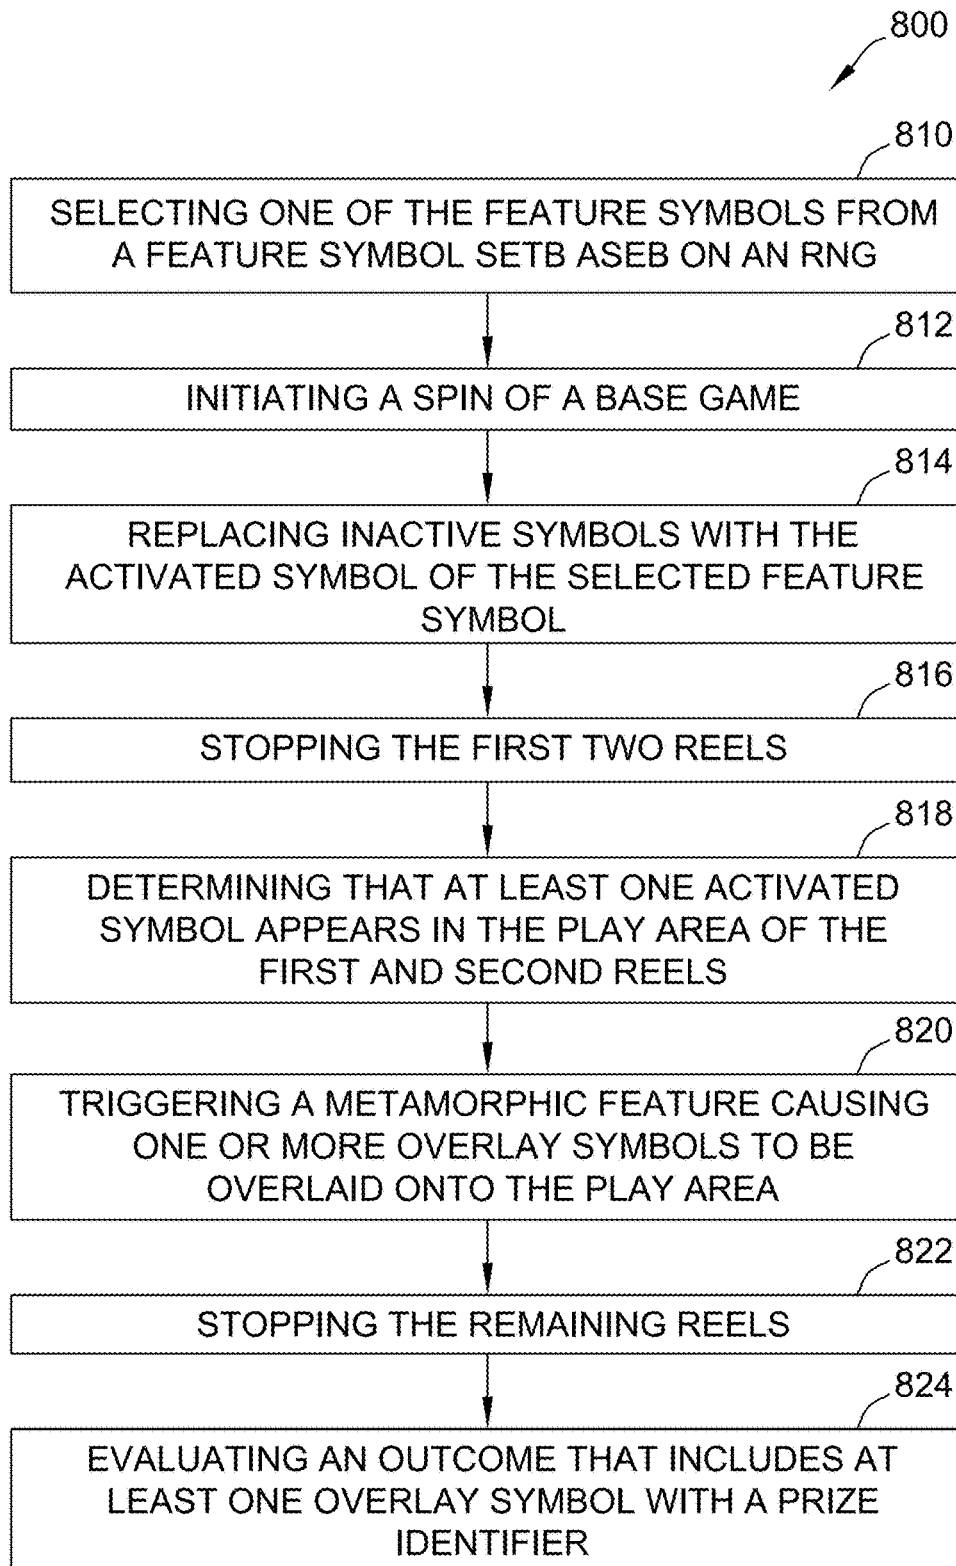 800
810
SELECTING ONE OF THE FEATURE SYMBOLS FROM
A FEATURE SYMBOL SETB ASEB ON AN RNG
812
INITIATING A SPIN OF A BASE GAME
814
REPLACING INACTIVE SYMBOLS WITH THE
ACTIVATED SYMBOL OF THE SELECTED FEATURE
SYMBOL
816
STOPPING THE FIRST TWO REELS
818
DETERMINING THAT AT LEAST ONE ACTIVATED
SYMBOL APPEARS IN THE PLAY AREA OF THE
FIRST AND SECOND REELS
820
TRIGGERING A METAMORPHIC FEATURE CAUSING
ONE OR MORE OVERLAY SYMBOLS TO BE
OVERLAID ONTO THE PLAY AREA
822
STOPPING THE REMAINING REELS
824
EVALUATING AN OUTCOME THAT INCLUDES AT
LEAST ONE OVERLAY SYMBOL WITH A PRIZE
IDENTIFIER